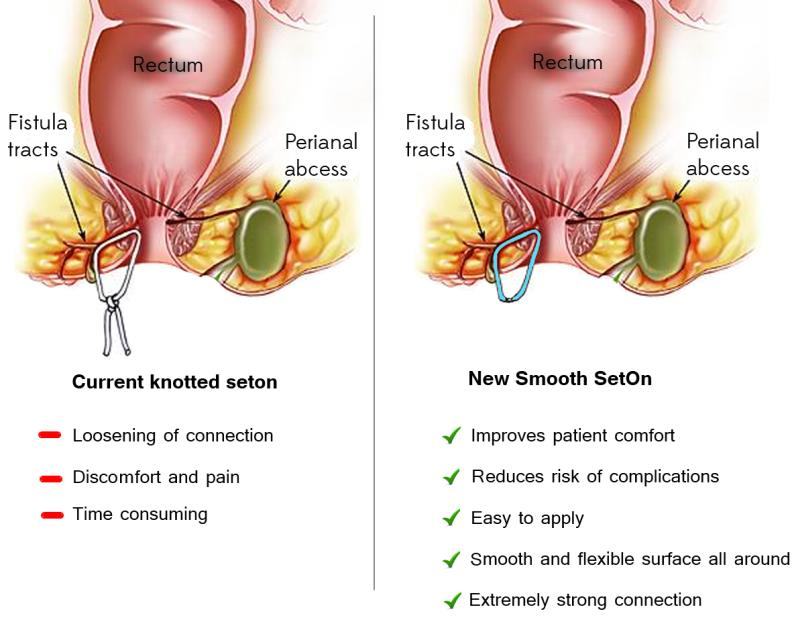 Rectum
Fistula
tracts
Perianal
abcess
Current knotted seton
Loosening of connection
Discomfort and pain
Time consuming
Rectum
Fistula
tracts
Perianal
abcess
New Smooth SetOn
Improves patient comfort
Reduces risk of complications
Easy to apply
Smooth and flexible surface all around
Extremely strong connection